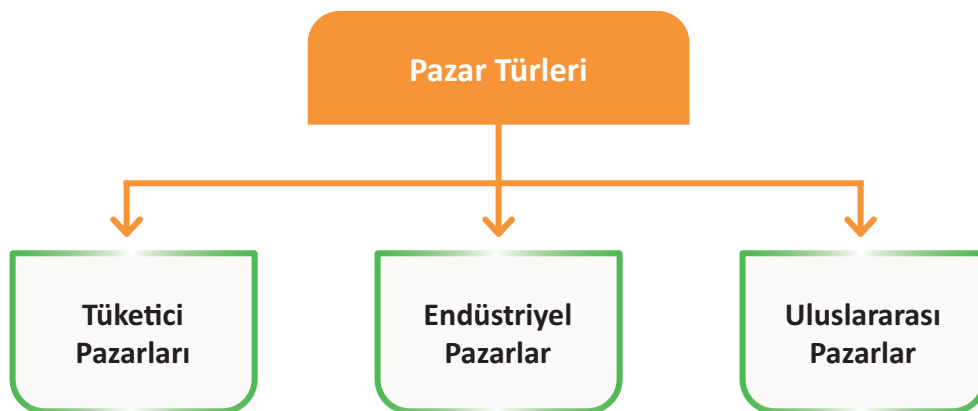 Pazar Türleri
Tüketici
Pazarları
Endüstriyel
Pazarlar
Uluslararası
Pazarlar